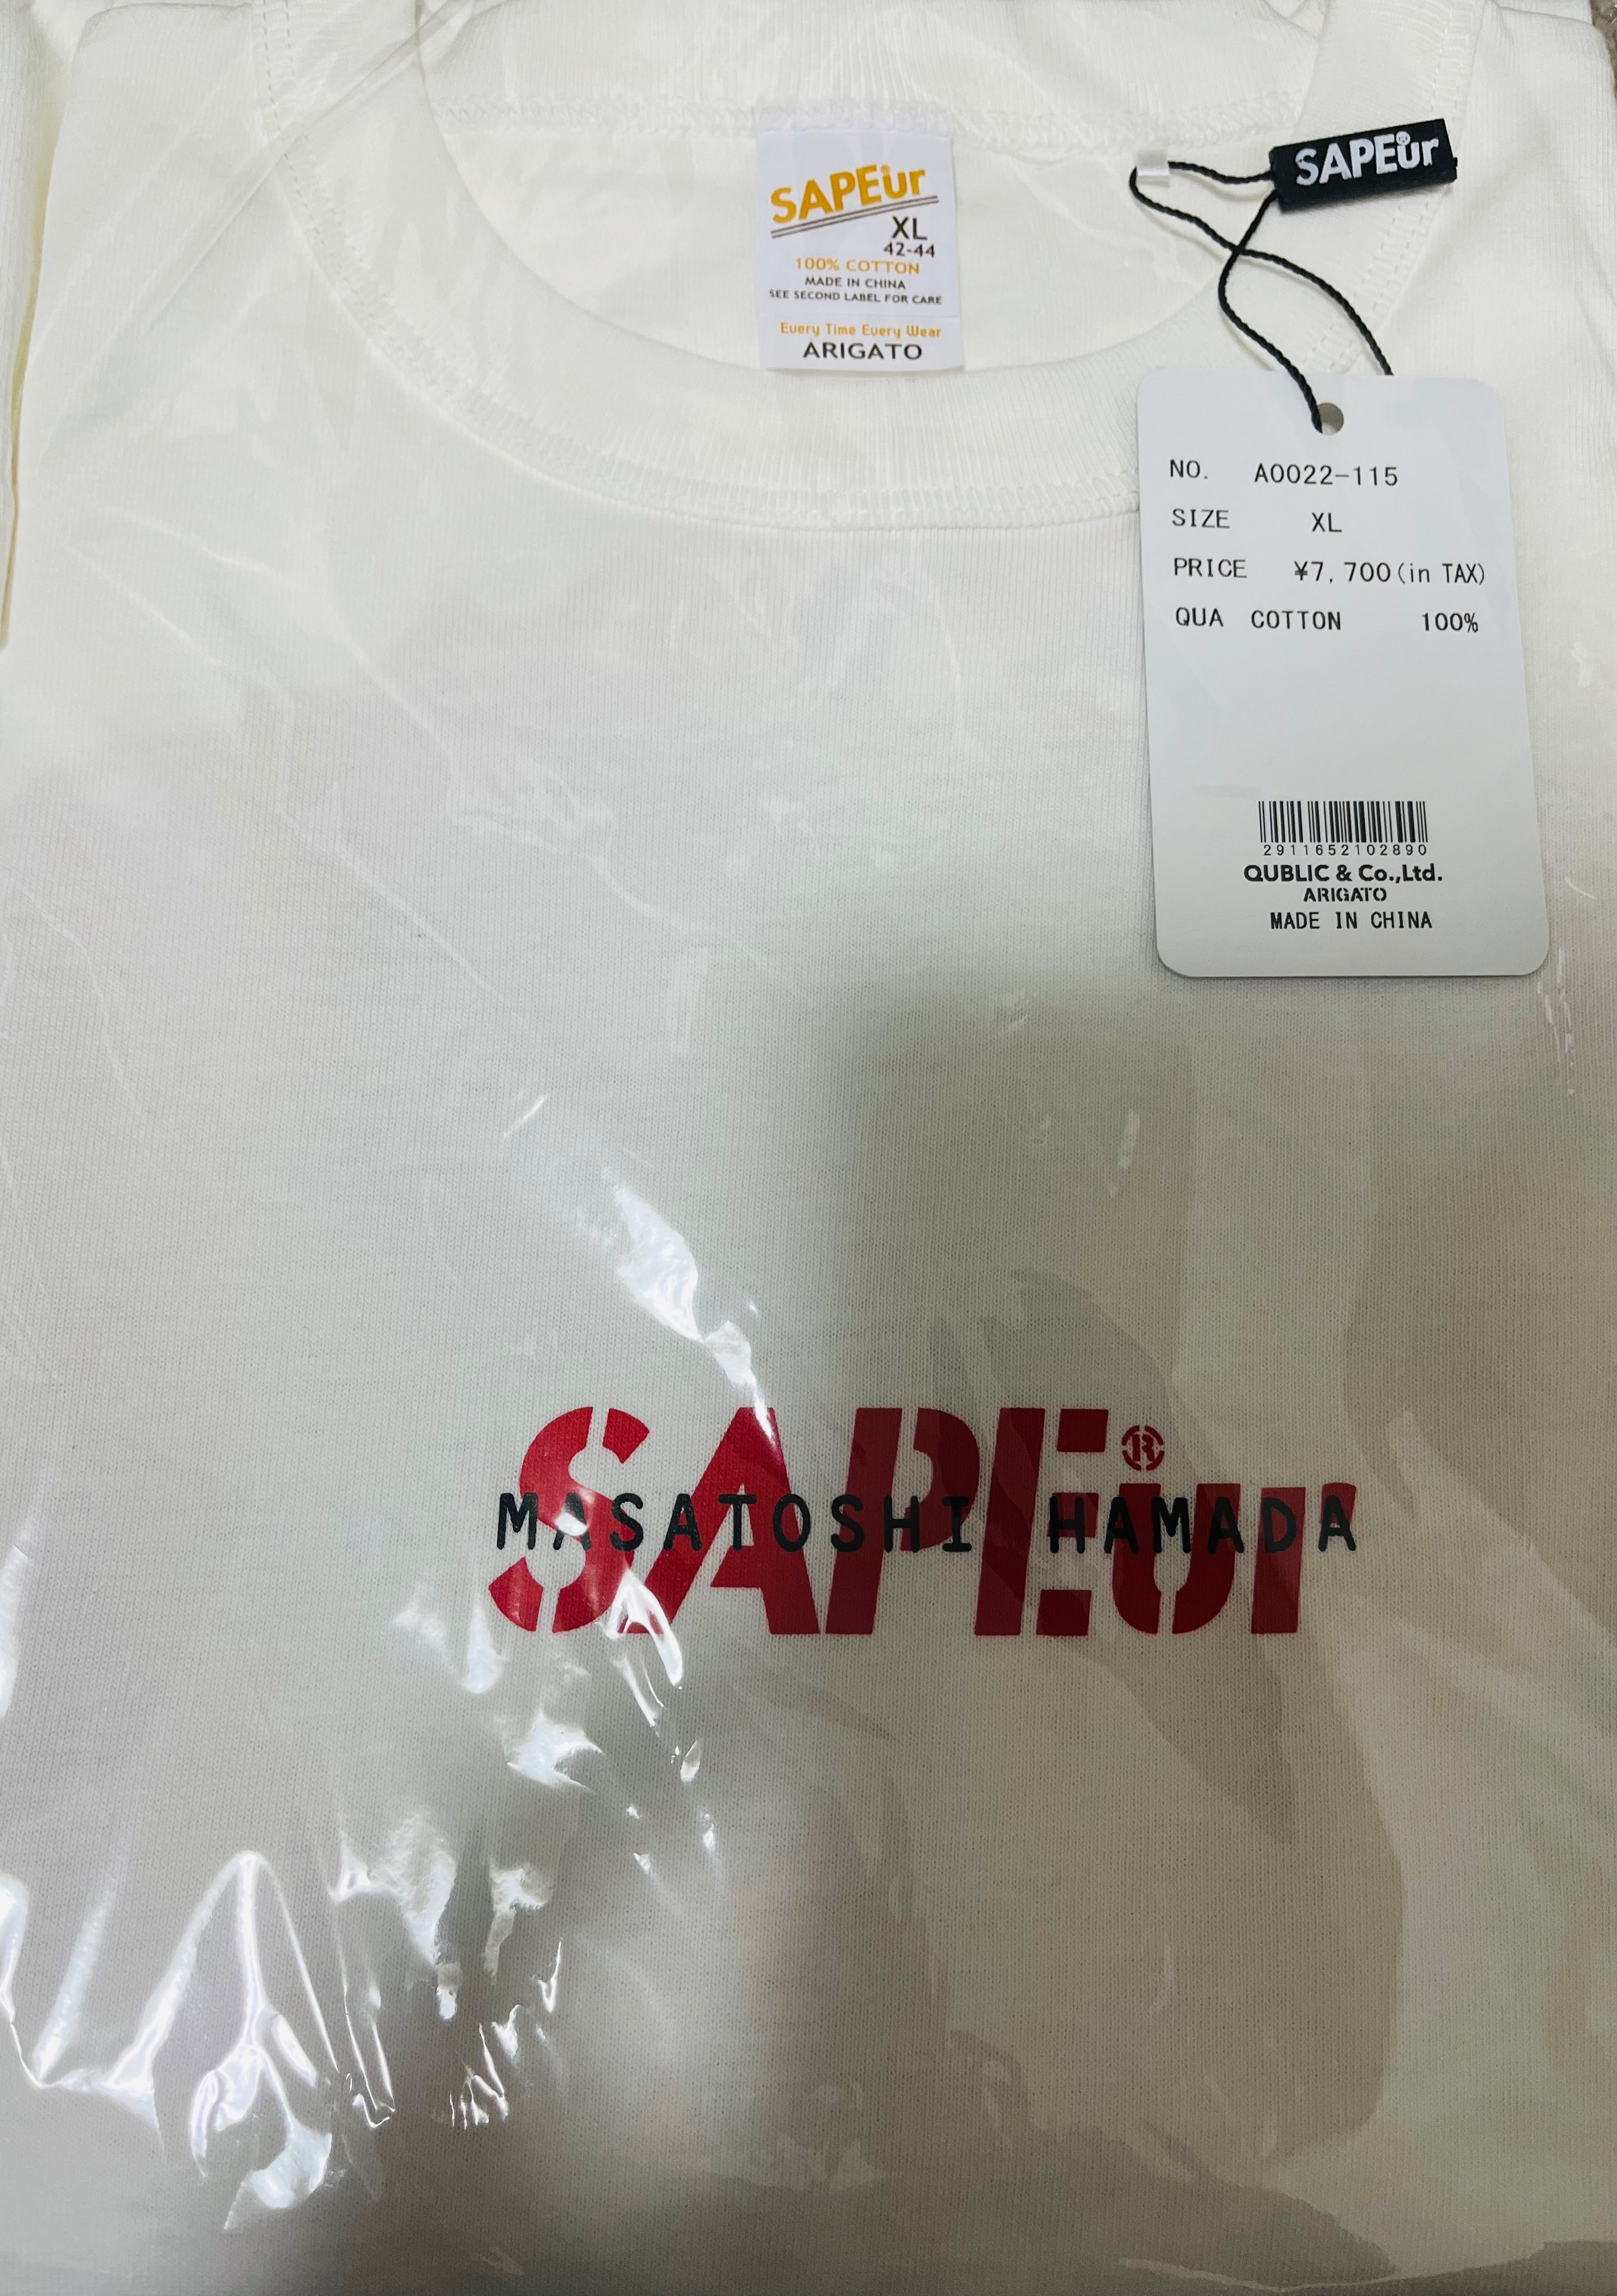 SAPEur
XL
42-44
100% COTTON
MADE IN CHINA
SEE SECOND LABEL FOR CARE
Every Time Every Wear
ARIGATO
SAPEur
NO. A0022-115
SIZE XL
PRICE ¥7,700(in TAX)
QUA COTTON 100%
2911652102890
QUBLIC & Co.,Ltd.
ARIGATO
MADE IN CHINA
SAPEur®
MASATOSHI HAMADA